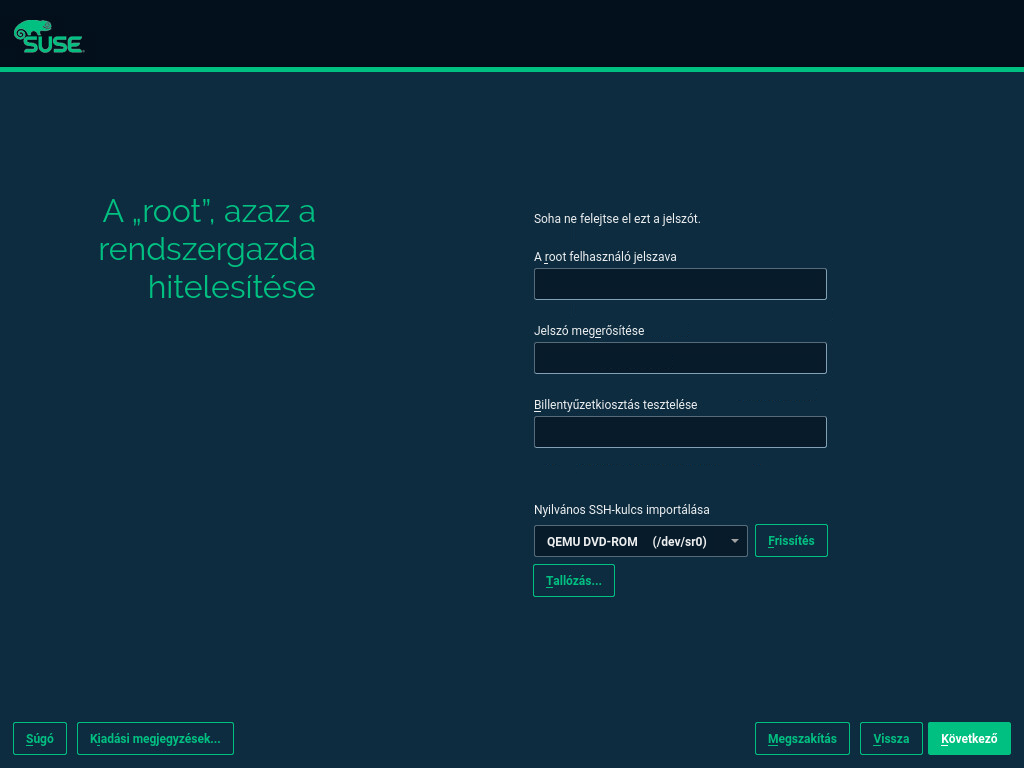 SUSE
A „root”, azaz a
rendszergazda
hitelesítése
Soha ne felejtse el ezt a jelszót.
A root felhasználó jelszava
Jelszó megerősítése
Billentyűzetkiosztás tesztelése
Nyilvános SSH-kulcs importálása
QEMU DVD-ROM (/dev/sr0) Frissítés
Tallózás...
Súgó Kiadási megjegyzések... Megszakítás Vissza Következő